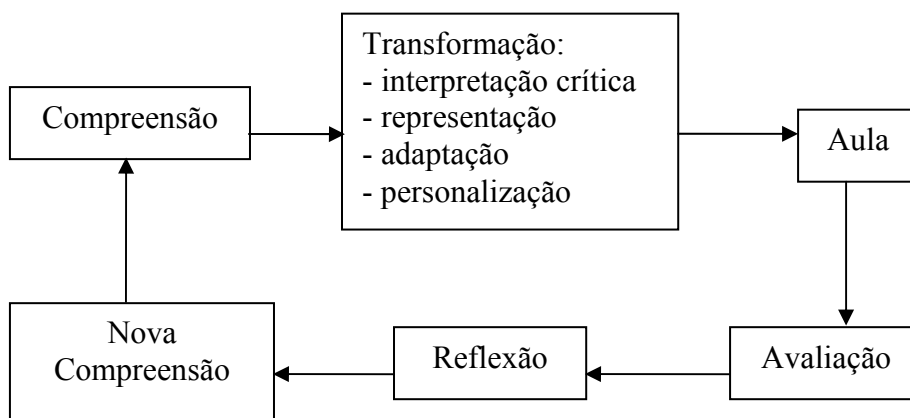 Compreensão
Transformação:
- interpretação crítica
- representação
- adaptação
- personalização
Aula
Avaliação
Reflexão
Nova
Compreensão